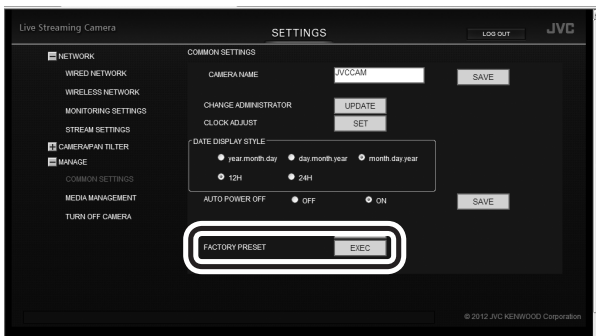 Live Streaming Camera
SETTINGS
LOG OUT
JVC
NETWORK
WIRED NETWORK
WIRELESS NETWORK
MONITORING SETTINGS
STREAM SETTINGS
CAMERA/PAN TILTER
MANAGE
COMMON SETTINGS
MEDIA MANAGEMENT
TURN OFF CAMERA
COMMON SETTINGS
CAMERA NAME JVCCAM SAVE
CHANGE ADMINISTRATOR UPDATE
CLOCK ADJUST SET
DATE DISPLAY STYLE
year.month.day day.month.year month.day.year
12H 24H
AUTO POWER OFF OFF ON SAVE
FACTORY PRESET EXEC
© 2012 JVC KENWOOD Corporation